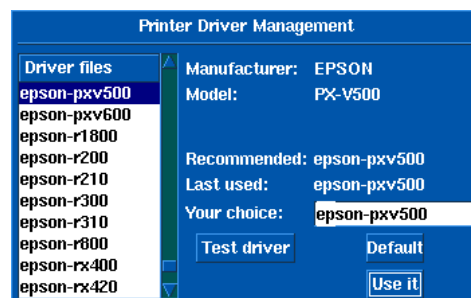 Printer Driver Management
Driver files
epson-pxv500
epson-pxv600
epson-r1800
epson-r200
epson-r210
epson-r300
epson-r310
epson-r800
epson-rx400
epson-rx420
Manufacturer: EPSON
Model: PX-V500
Recommended: epson-pxv500
Last used: epson-pxv500
Your choice: epson-pxv500
Test driver Default
Use it